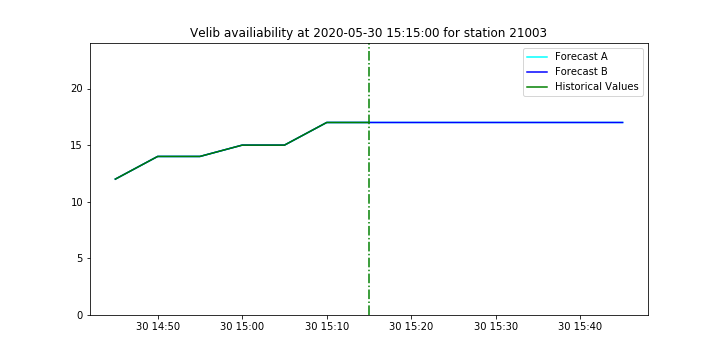 Velib availiability at 2020-05-30 15:15:00 for station 21003
Forecast A
Forecast B
Historical Values
20
15
10
5
0
30 14:50 30 15:00 30 15:10 30 15:20 30 15:30 30 15:40